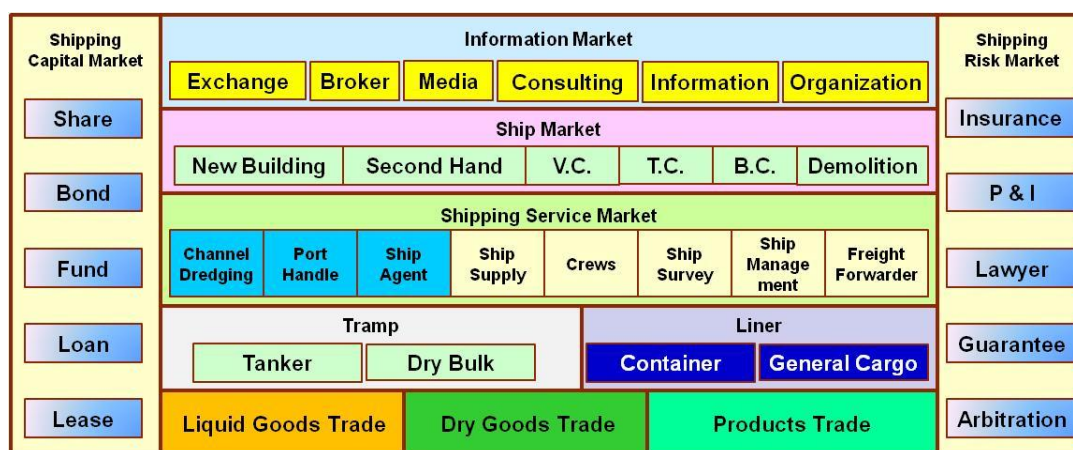 Shipping
Capital Market
Share
Bond
Fund
Loan
Lease
Information Market
Exchange
Broker
Media
Consulting
Information
Organization
Ship Market
New Building
Second Hand
V.C.
T.C.
B.C.
Demolition
Shipping Service Market
Channel
Dredging
Port
Handle
Ship
Agent
Ship
Supply
Crews
Ship
Survey
Ship
Manage
ment
Freight
Forwarder
Tramp
Tanker
Dry Bulk
Liner
Container
General Cargo
Liquid Goods Trade
Dry Goods Trade
Products Trade
Shipping
Risk Market
Insurance
P & I
Lawyer
Guarantee
Arbitration